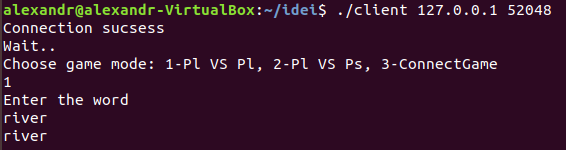 alexandr@alexandr-VirtualBox:~/idei$ ./client 127.0.0.1 52048
Connection sucsess
Wait..
Choose game mode: 1-Pl VS Pl, 2-Pl VS Ps, 3-ConnectGame
1
Enter the word
river
river